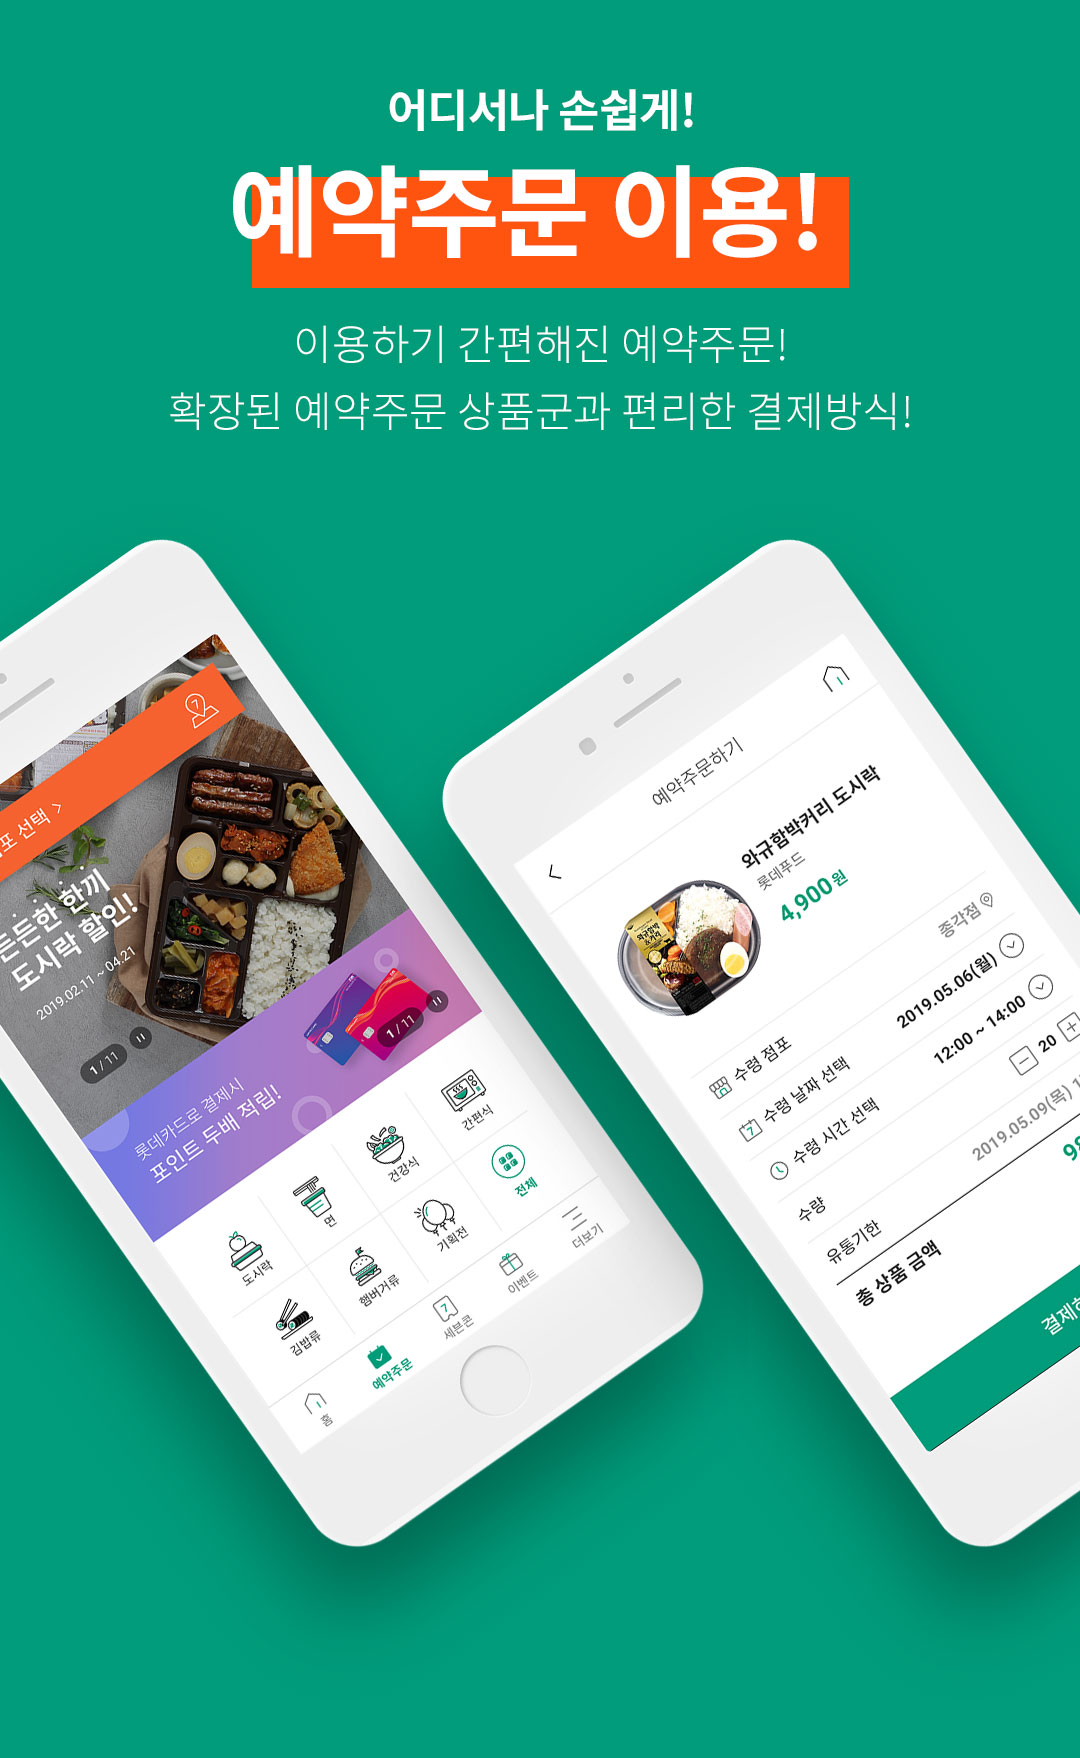 어디서나 손쉽게!
예약주문 이용!
이용하기 간편해진 예약주문!
확장된 예약주문 상품군과 편리한 결제방식!
선택 >
든든한 한끼
도시락 할인!
2019.02.11 ~ 04.21
1/11
롯데카드로 결제시
포인트 두배 적립!
1/11
도시락
면
건강식
간편식
김밥류
햄버거류
기획전
전체
홈
예약주문
세븐콘
이벤트
더보기
예약주문하기
와규함박커리 도시락
롯데푸드
4,900원
와규함박
&커리
수령 점포
종각점
수령 날짜 선택
2019.05.06(월)
수령 시간 선택
12:00 ~ 14:00
수량
20
유통기한
2019.05.09(목)
총 상품 금액